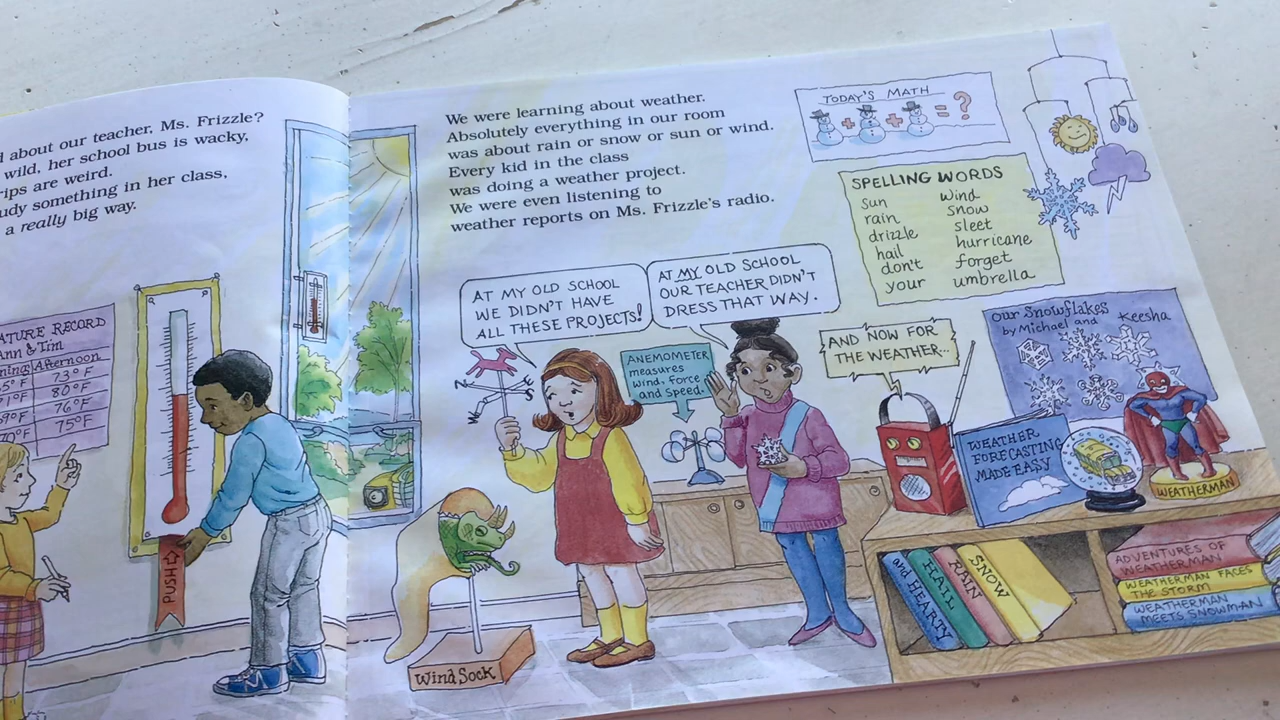 about our teacher, Ms. Frizzle?
wild, her school bus is wacky,
rips are weird.
udy something in her class,
a really big way.
ATURE RECORD
Ann & Tim
Afternoon
5°F 73°F
1°F 80°F
69°F 76°F
70°F 75°F
PUSH
We were learning about weather.
Absolutely everything in our room
was about rain or snow or sun or wind.
Every kid in the class
was doing a weather project.
We were even listening to
weather reports on Ms. Frizzle's radio.
AT MY OLD SCHOOL
WE DIDN'T HAVE
ALL THESE PROJECTS!
AT MY OLD SCHOOL
OUR TEACHER DIDN'T
DRESS THAT WAY.
ANEMOMETER
measures
wind force
and speed
Wind Sock
AND NOW FOR
THE WEATHER...
TODAY'S MATH
+ + = ?
SPELLING WORDS
sun wind
rain snow
drizzle sleet
hail hurricane
don't forget
your umbrella
our Snowflakes
by Michael and Keesha
WEATHER
FORECASTING
MADE EASY
WEATHERMAN
and HEARTY
HAIL
RAIN
SNOW
ADVENTURES OF
WEATHERMAN
WEATHERMAN FACES
THE STORM
WEATHERMAN
MEETS SNOWMAN